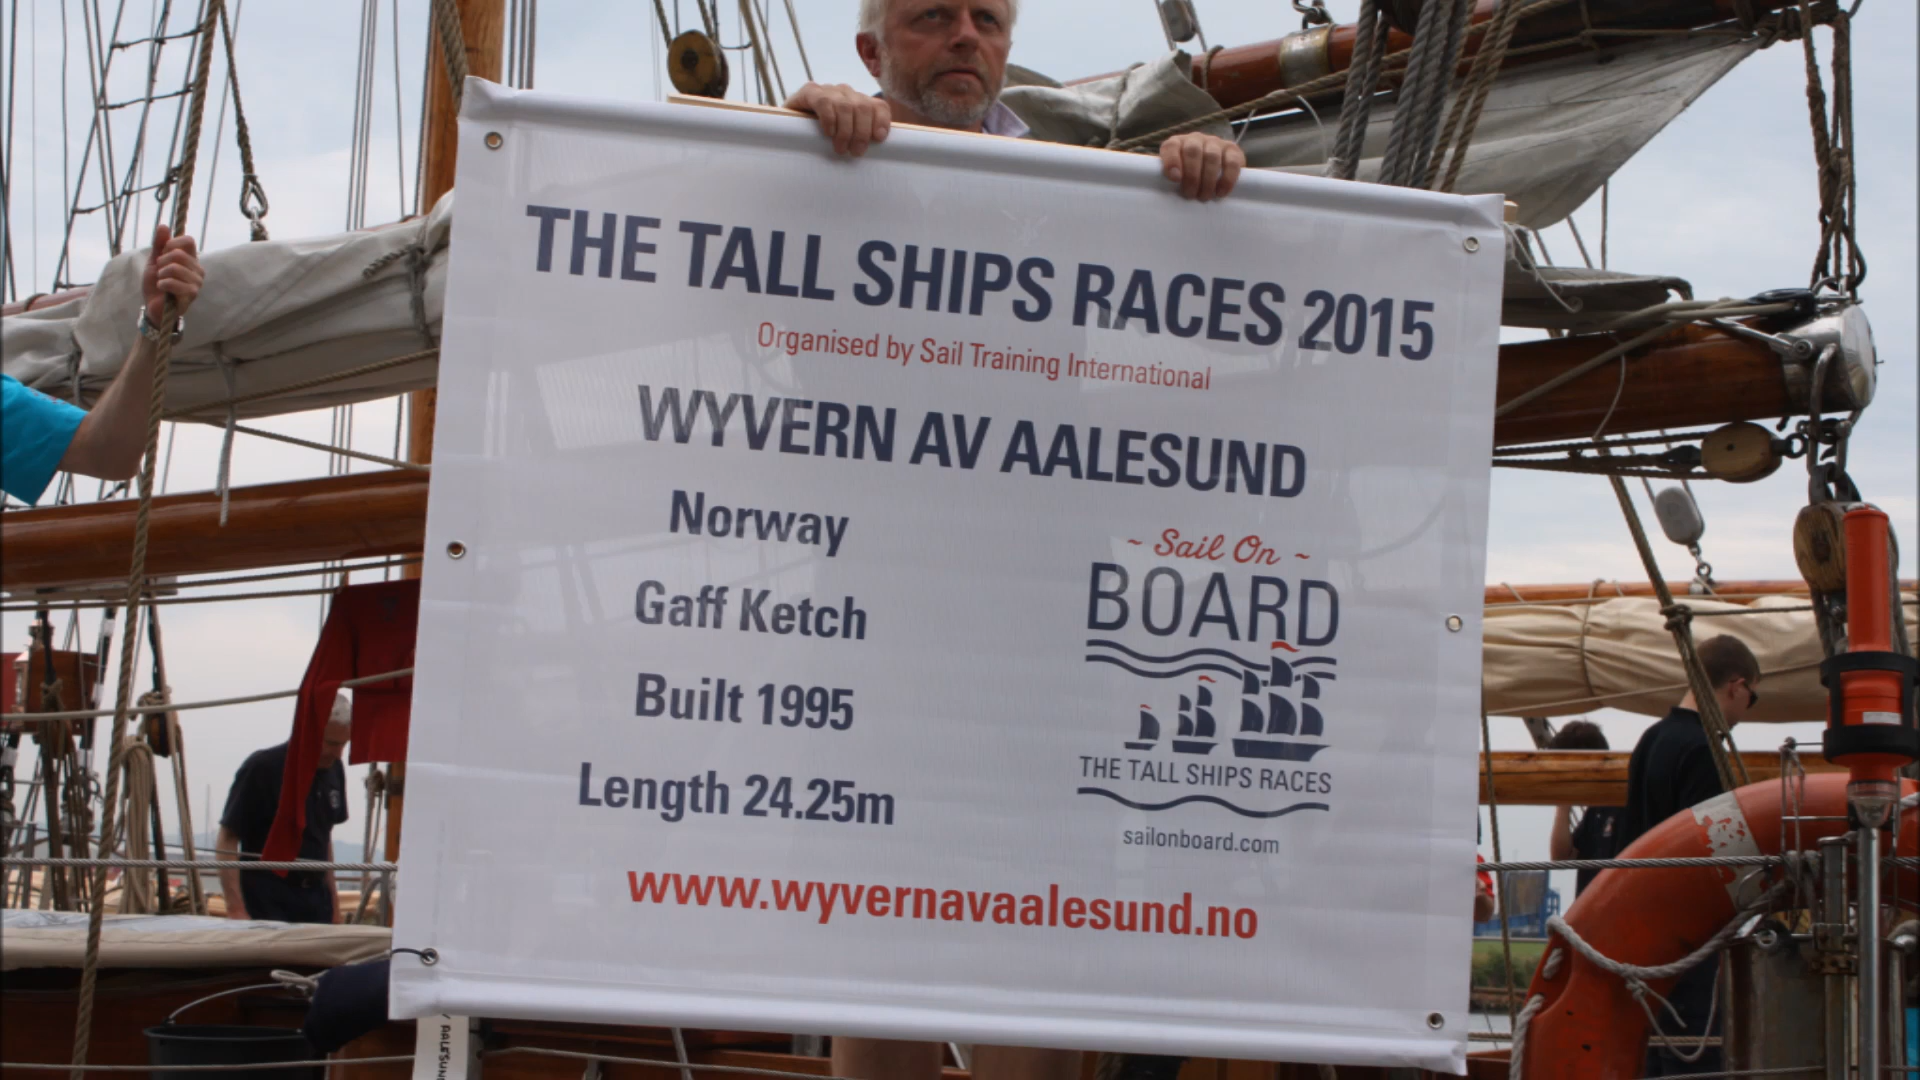 THE TALL SHIPS RACES 2015
Organised by Sail Training International
WYVERN AV AALESUND
Norway
Gaff Ketch
Built 1995
Length 24.25m
~ Sail On ~
BOARD
THE TALL SHIPS RACES
sailonboard.com
www.wyvernavaalesund.no